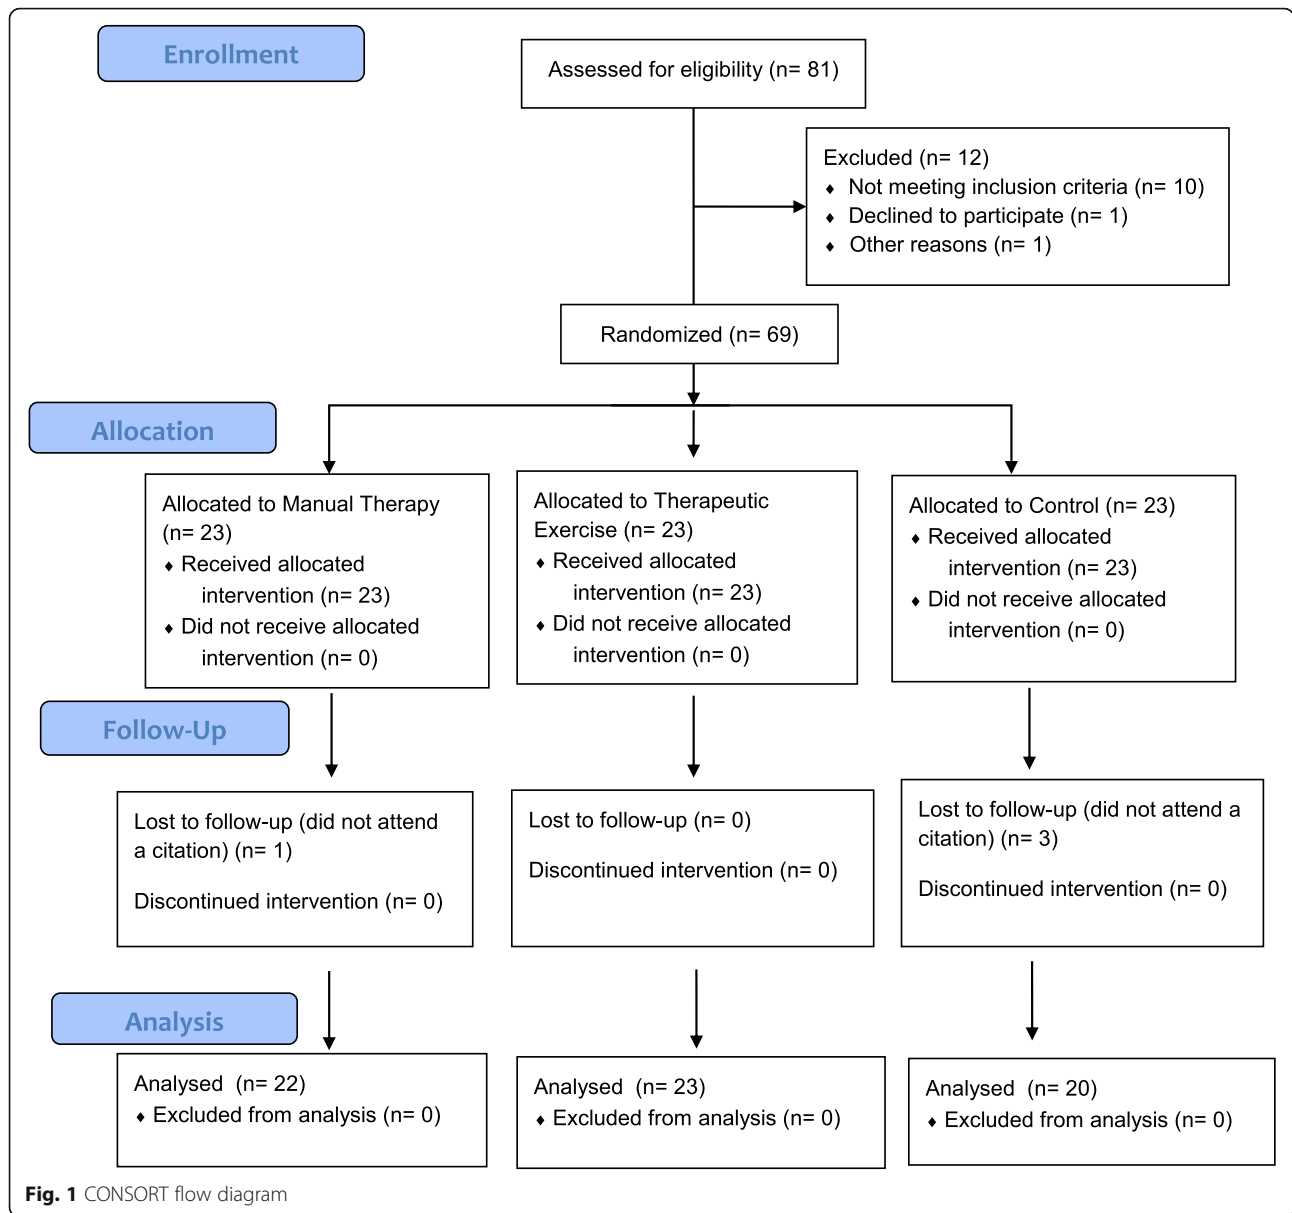 Enrollment
Assessed for eligibility (n= 81)
Excluded (n= 12)
♦ Not meeting inclusion criteria (n= 10)
♦ Declined to participate (n= 1)
♦ Other reasons (n= 1)
Randomized (n= 69)
Allocation
Allocated to Manual Therapy
(n= 23)
♦ Received allocated
intervention (n= 23)
♦ Did not receive allocated
intervention (n= 0)
Allocated to Therapeutic
Exercise (n= 23)
♦ Received allocated
intervention (n= 23)
♦ Did not receive allocated
intervention (n= 0)
Allocated to Control (n= 23)
♦ Received allocated
intervention (n= 23)
♦ Did not receive allocated
intervention (n= 0)
Follow-Up
Lost to follow-up (did not attend
a citation) (n= 1)
Discontinued intervention (n= 0)
Lost to follow-up (n= 0)
Discontinued intervention (n= 0)
Lost to follow-up (did not attend a
citation) (n= 3)
Discontinued intervention (n= 0)
Analysis
Analysed (n= 22)
♦ Excluded from analysis (n= 0)
Analysed (n= 23)
♦ Excluded from analysis (n= 0)
Analysed (n= 20)
♦ Excluded from analysis (n= 0)
Fig. 1 CONSORT flow diagram